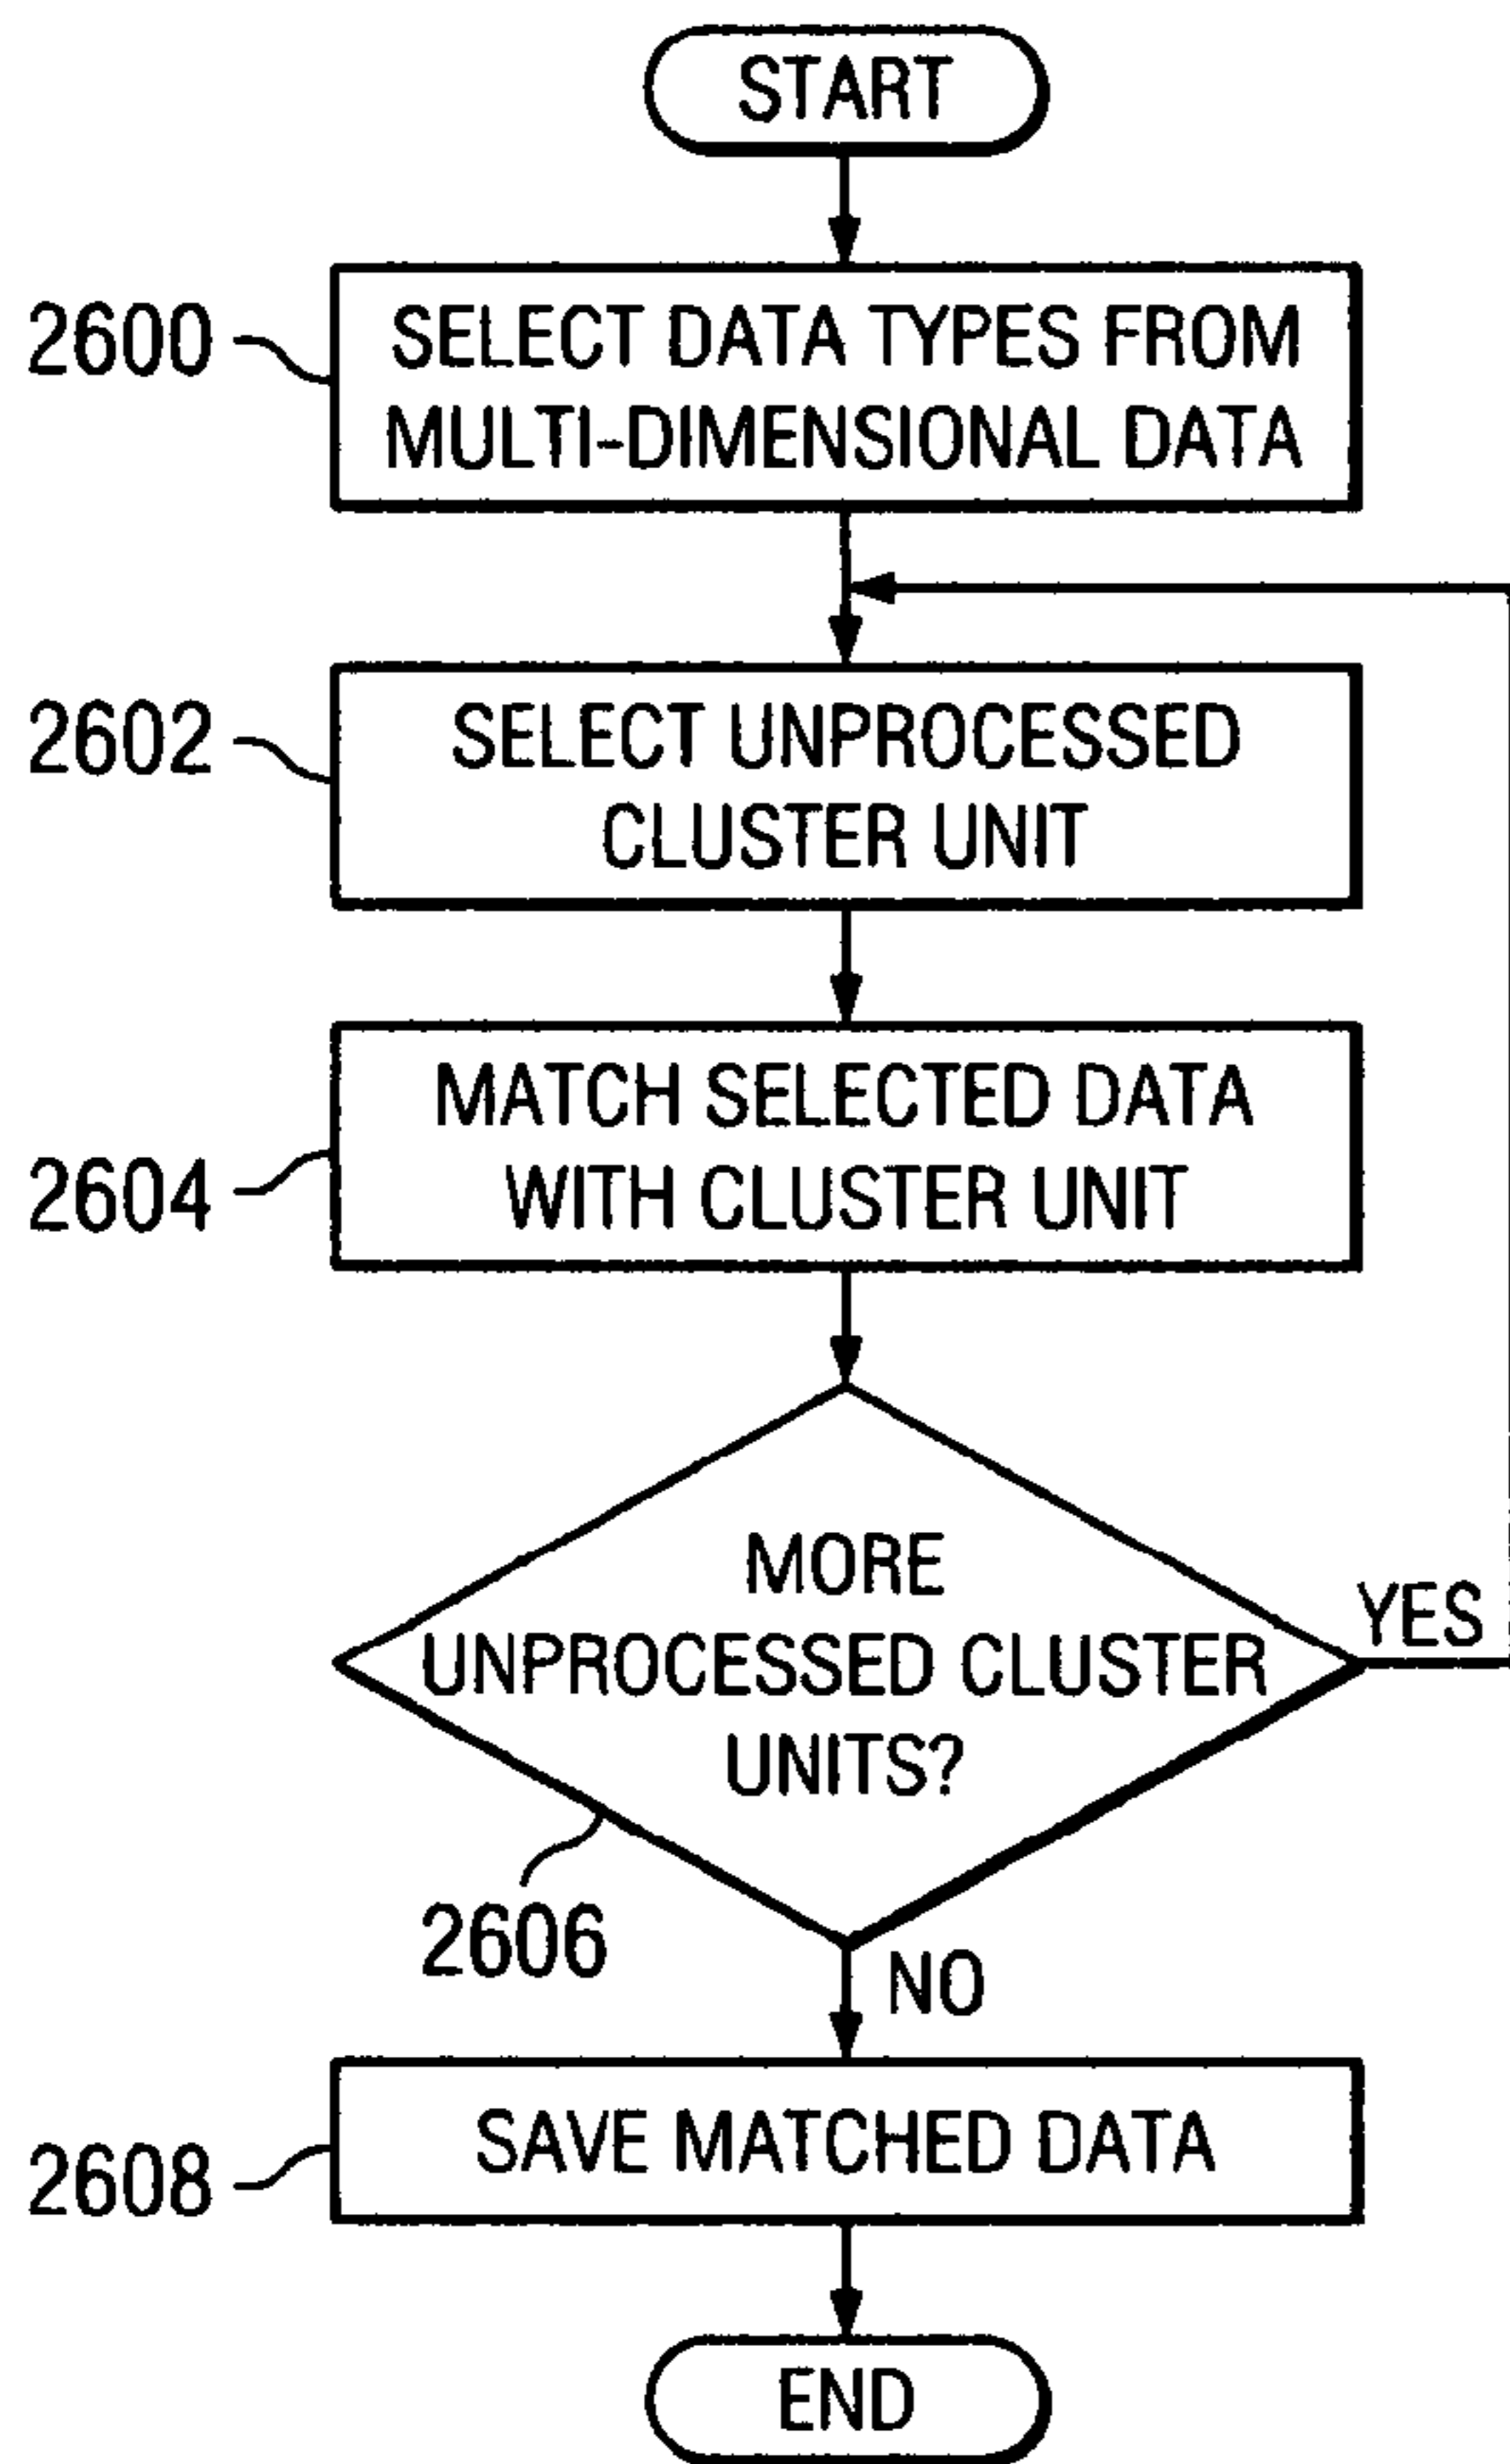 START
2600
SELECT DATA TYPES FROM
MULTI-DIMENSIONAL DATA
2602
SELECT UNPROCESSED
CLUSTER UNIT
2604
MATCH SELECTED DATA
WITH CLUSTER UNIT
MORE
UNPROCESSED CLUSTER
UNITS?
YES
2606
NO
2608
SAVE MATCHED DATA
END